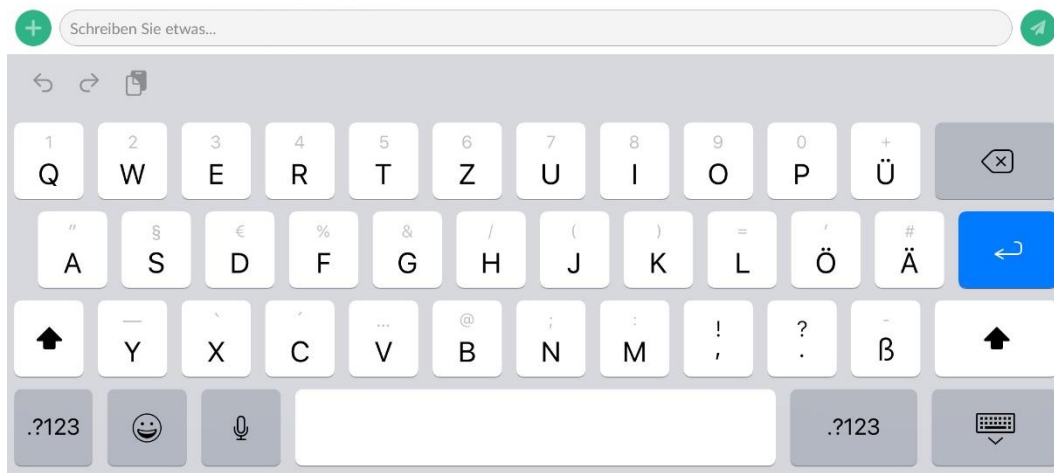 Schreiben Sie etwas...
1 2 3 4 5 6 7 8 9 0 +
Q W E R T Z U I O P Ü
" § € % & / ( ) = ' #
A S D F G H J K L Ö Ä
— ` ´ ... @ ; : ! ? -
Y X C V B N M , . ß
.?123 .?123